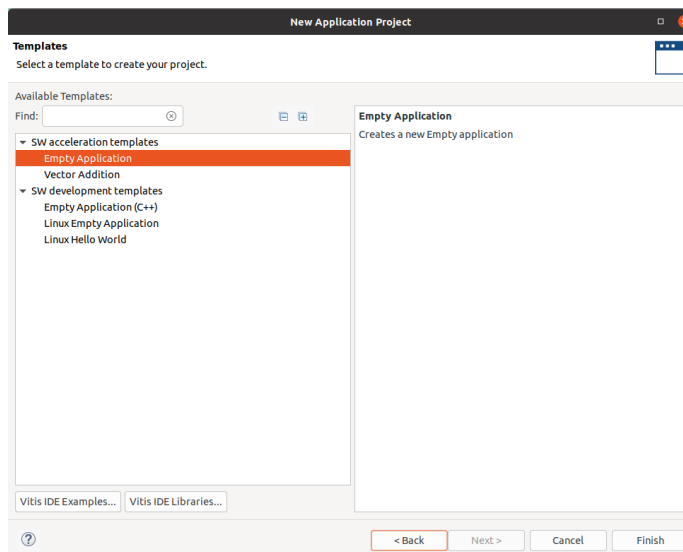 New Application Project
Templates
Select a template to create your project.
Available Templates:
Find:
SW acceleration templates
Empty Application
Vector Addition
SW development templates
Empty Application (C++)
Linux Empty Application
Linux Hello World
Empty Application
Creates a new Empty application
Vitis IDE Examples...
Vitis IDE Libraries...
?
< Back
Next >
Cancel
Finish